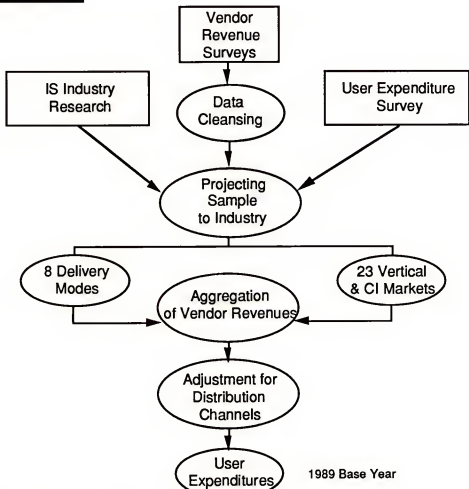 Vendor
Revenue
Surveys
IS Industry
Research
Data
Cleansing
User Expenditure
Survey
Projecting
Sample
to Industry
8 Delivery
Modes
23 Vertical
& CI Markets
Aggregation
of Vendor Revenues
Adjustment for
Distribution
Channels
User
Expenditures
1989 Base Year